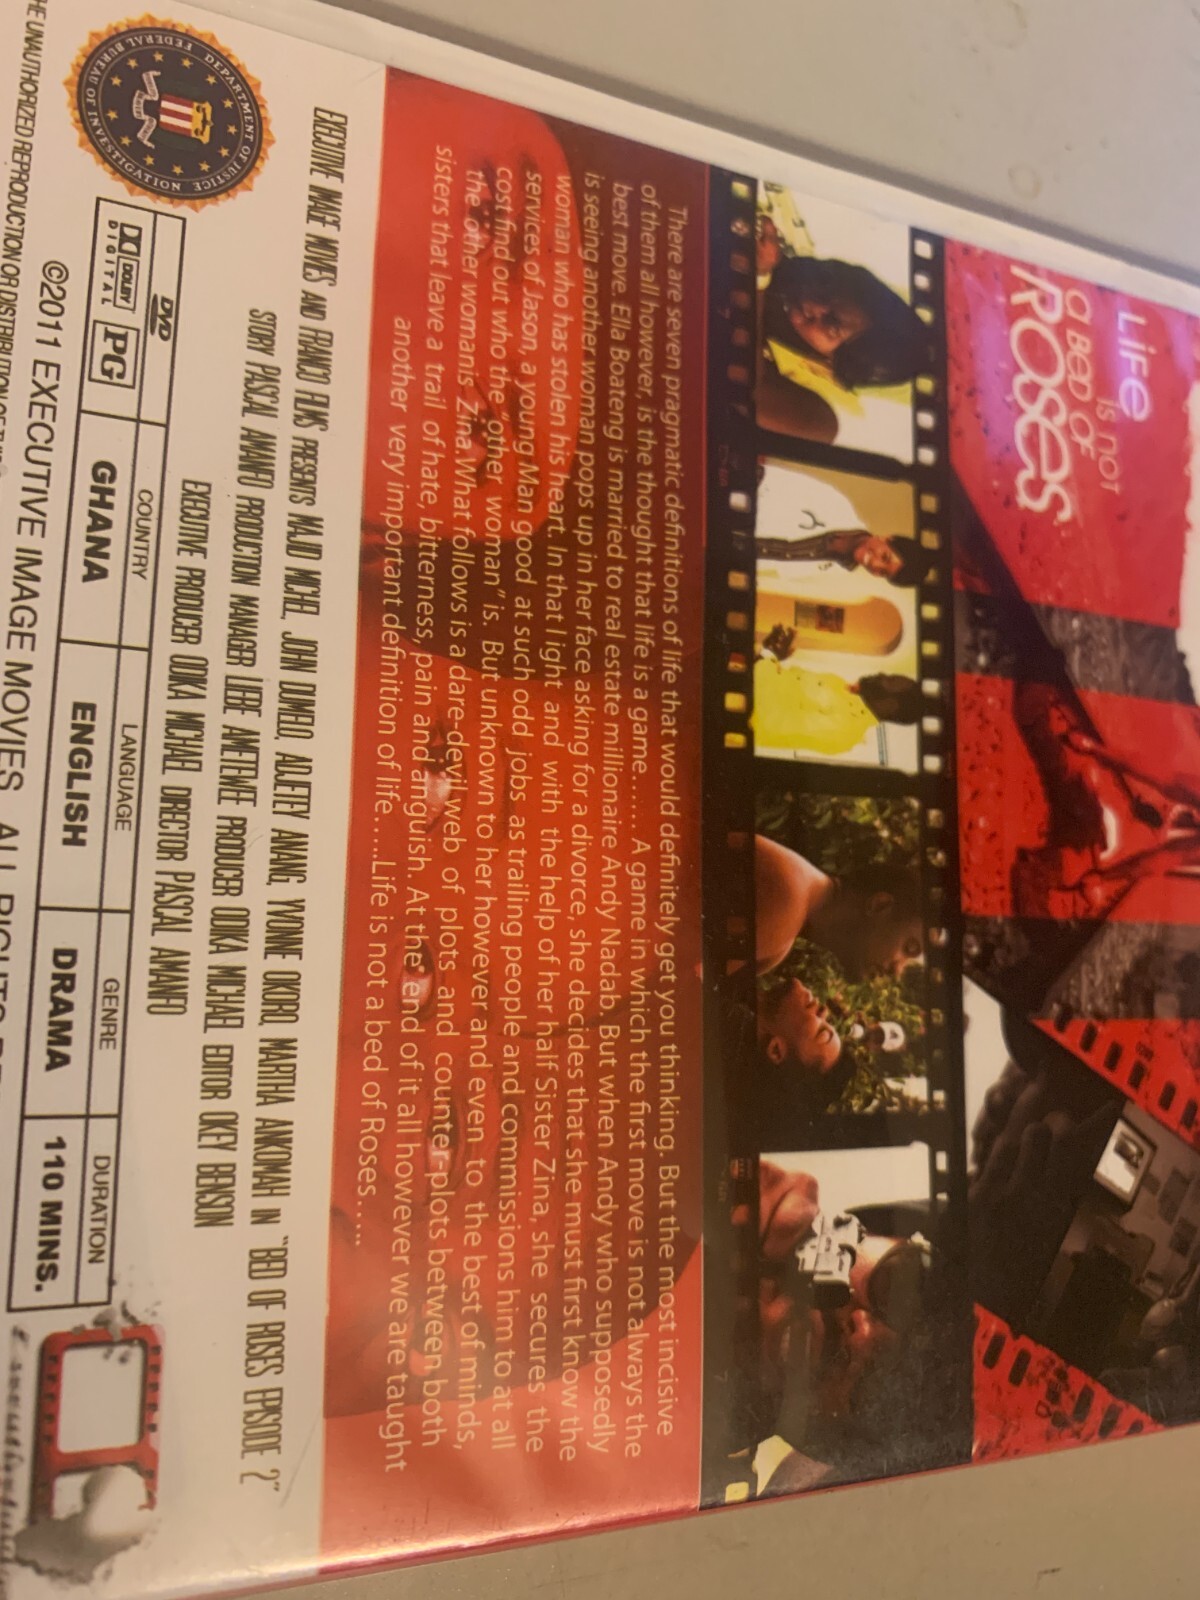 LiFe
is not
a BED OF
ROSES
There are seven pragmatic definitions of life that would definitely get you thinking. But the most incisive
of them all however, is the thought that life is a game...... A game in which the first move is not always the
best move. Ella Boateng is married to real estate millionaire Andy Nadab, But when Andy who supposedly
is seeing another woman pops up in her face asking for a divorce, she decides that she must first know the
woman who has stolen his heart. In that light and with the help of her half Sister Zina, she secures the
services of Jason, a young Man good at such odd jobs as trailing people and commissions him to at all
cost find out who the "other woman" is. But unknown to her however and even to the best of minds,
the other womanis Zina.What follows is a dare-devil web of plots and counter-plots between both
sisters that leave a trail of hate, bitterness, pain and anguish. At the end of it all however we are taught
another very important definition of life.....Life is not a bed of Roses.....
EXECUTIVE IMAGE MOVIES AND FRANCO FILMS PRESENTS MAJID MICHEL, JOHN DUMELO, ADJETEY ANANG, YVONNE OKORO, MARTHA ANKOMAH IN "BED OF ROSES EPISODE 2"
STORY PASCAL AMANFO PRODUCTION MANAGER LIEBE AMETEWEE PRODUCER ODIKA MICHAEL EDITOR OKEY BENSON
EXECUTIVE PRODUCER ODIKA MICHAEL DIRECTOR PASCAL AMANFO
DEPARTMENT OF JUSTICE
FEDERAL BUREAU OF INVESTIGATION
DVD
COUNTRY
LANGUAGE
GENRE
DURATION
DOLBY
DIGITAL
PG
GHANA
ENGLISH
DRAMA
110 MINS.
©2011 EXECUTIVE IMAGE MOVIES. ALL
UNAUTHORIZED REPRODUCTION OR DISTRIBUTION OF